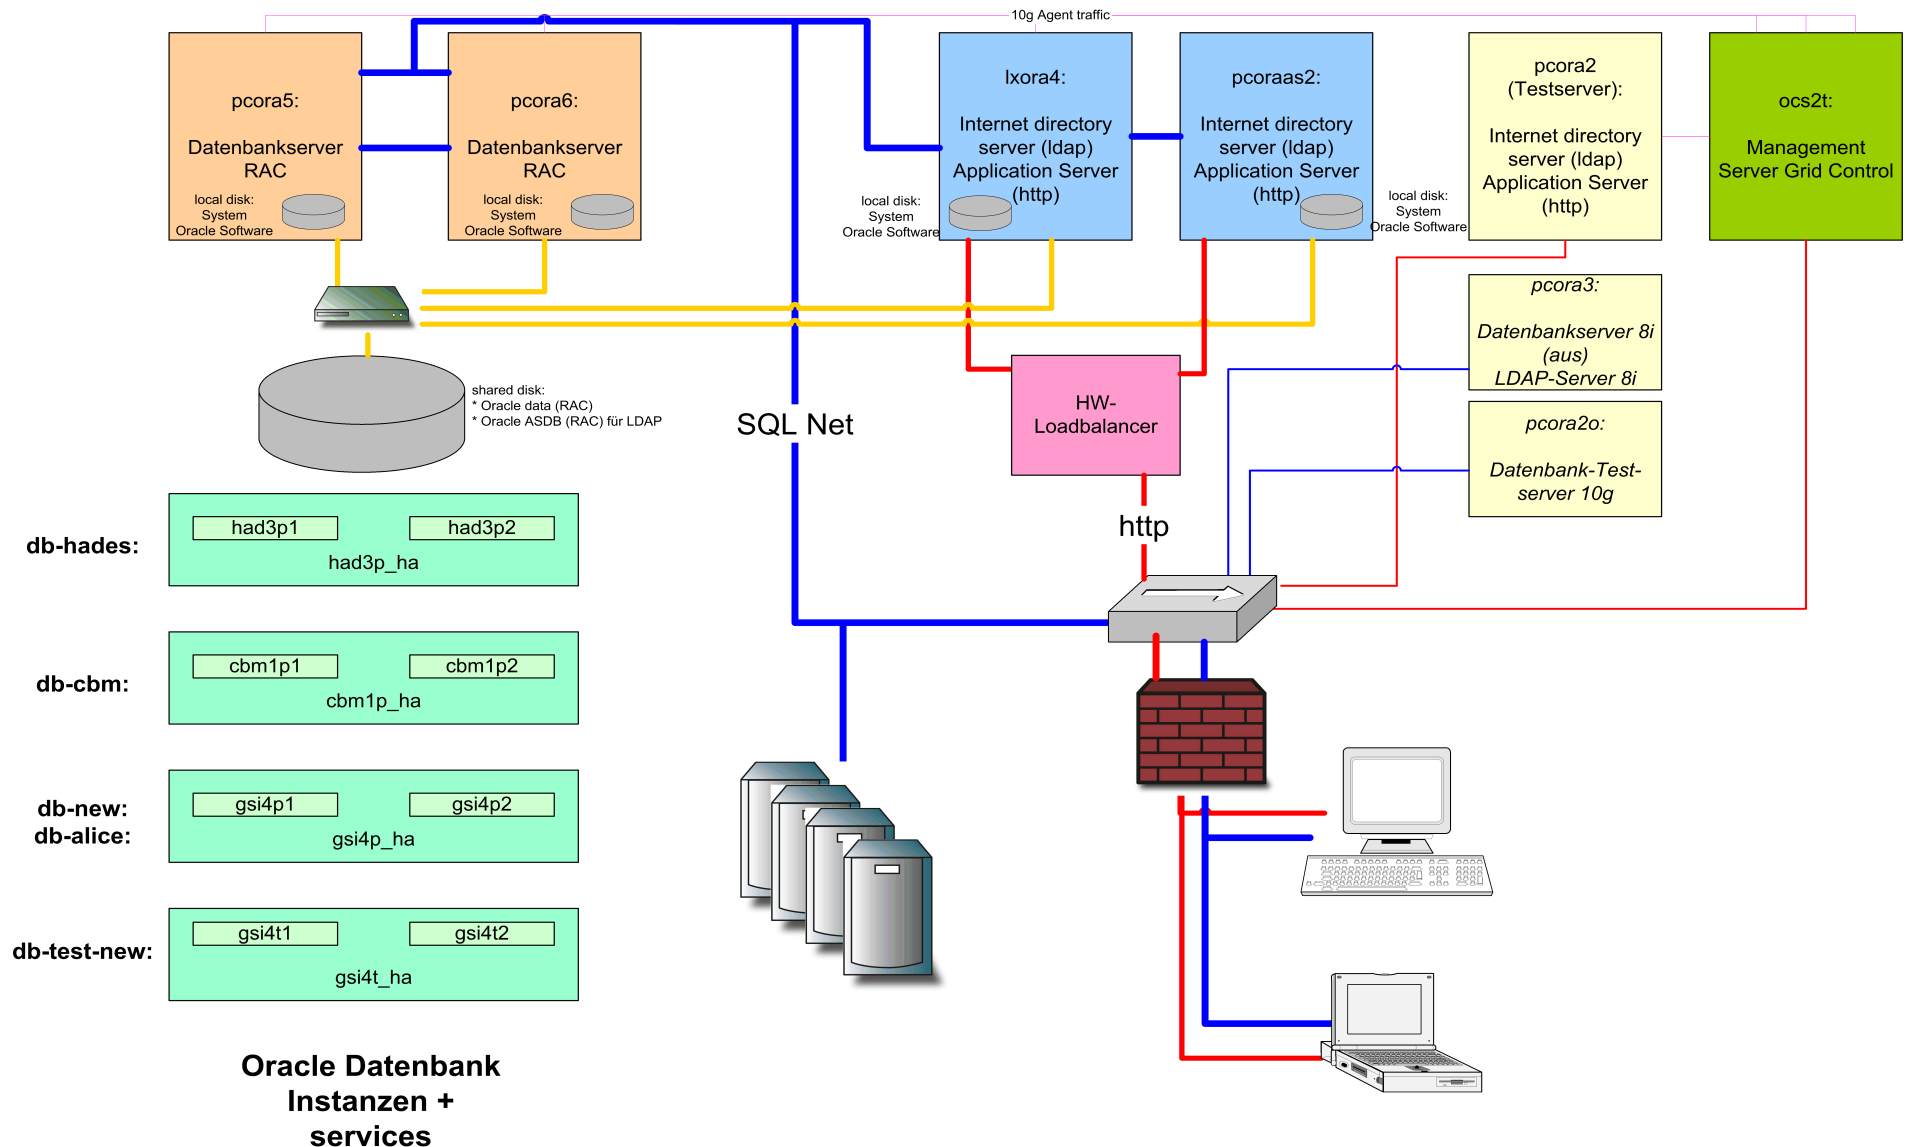 10g Agent traffic
pcora5:
Datenbankserver
RAC
local disk:
System
Oracle Software
pcora6:
Datenbankserver
RAC
local disk:
System
Oracle Software
lxora4:
Internet directory
server (ldap)
Application Server
(http)
local disk:
System
Oracle Software
pcoraas2:
Internet directory
server (ldap)
Application Server
(http)
local disk:
System
Oracle Software
pcora2
(Testserver):
Internet directory
server (ldap)
Application Server
(http)
ocs2t:
Management
Server Grid Control
pcora3:
Datenbankserver 8i
(aus)
LDAP-Server 8i
pcora2o:
Datenbank-Test-
server 10g
shared disk:
* Oracle data (RAC)
* Oracle ASDB (RAC) für LDAP
SQL Net
HW-
Loadbalancer
http
db-hades:
had3p1 had3p2
had3p_ha
db-cbm:
cbm1p1 cbm1p2
cbm1p_ha
db-new:
db-alice:
gsi4p1 gsi4p2
gsi4p_ha
db-test-new:
gsi4t1 gsi4t2
gsi4t_ha
Oracle Datenbank
Instanzen +
services